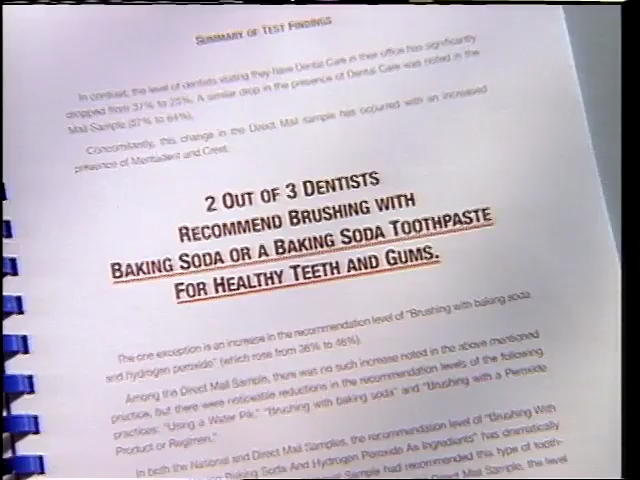 SUMMARY OF TEST FINDINGS
In contrast, the level of dentists stating they have Dental Care in their office has significantly
dropped from 37% to 25%. A similar drop in the presence of Dental Care was noted in the
Mail Sample (87% to 64%).
Concomitantly, this change in the Direct Mail sample has occurred with an increased
presence of Mentadent and Crest.
2 OUT OF 3 DENTISTS
RECOMMEND BRUSHING WITH
BAKING SODA OR A BAKING SODA TOOTHPASTE
FOR HEALTHY TEETH AND GUMS.
The one exception is an increase in the recommendation level of "Brushing with baking soda
and hydrogen peroxide" (which rose from 36% to 46%).
Among the Direct Mail Sample, there was no such increase noted in the above mentioned
practice, but there were noticeable reductions in the recommendation levels of the following
practices: "Using a Water Pik," "Brushing with baking soda" and "Brushing with a Peroxide
Product or Regimen."
In both the National and Direct Mail Samples, the recommendation level of "Brushing With
Baking Soda And Hydrogen Peroxide As Ingredients" has dramatically
Sample had recommended this type of tooth-
Direct Mail Sample, the level